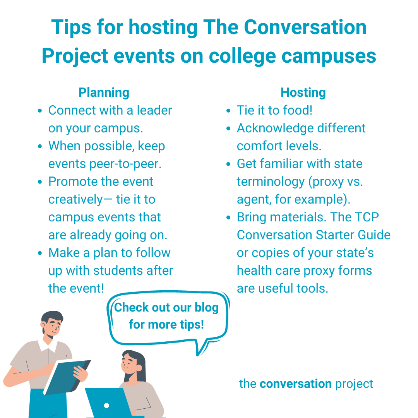 Tips for hosting The Conversation
Project events on college campuses
Planning
• Connect with a leader
on your campus.
• When possible, keep
events peer-to-peer.
• Promote the event
creatively— tie it to
campus events that
are already going on.
• Make a plan to follow
up with students after
the event!
Hosting
• Tie it to food!
• Acknowledge different
comfort levels.
• Get familiar with state
terminology (proxy vs.
agent, for example).
• Bring materials. The TCP
Conversation Starter Guide
or copies of your state's
health care proxy forms
are useful tools.
Check out our blog
for more tips!
the conversation project